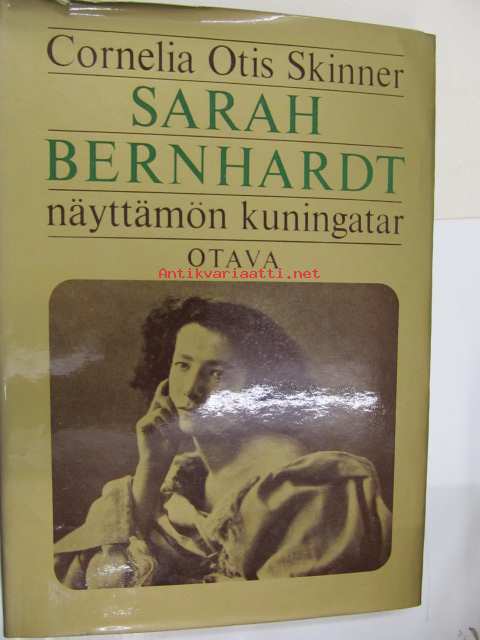 Cornelia Otis Skinner
SARAH
BERNHARDT
näyttämön kuningatar
OTAVA
Antikvariaatti.net